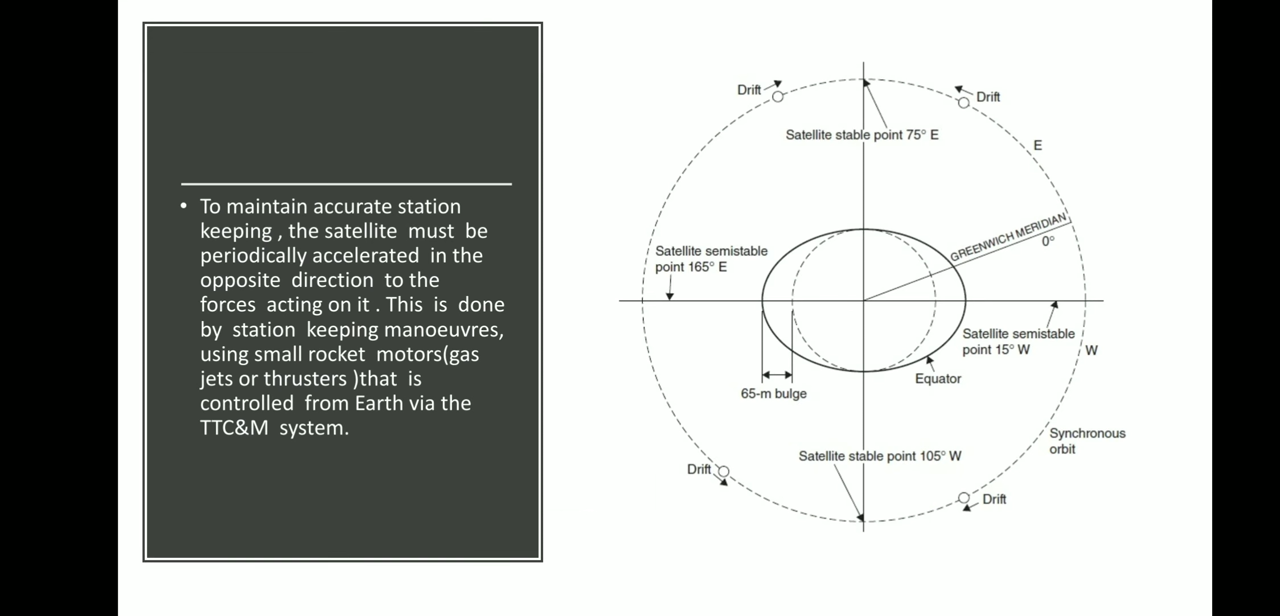 • To maintain accurate station
keeping , the satellite must be
periodically accelerated in the
opposite direction to the
forces acting on it . This is done
by station keeping manoeuvres,
using small rocket motors(gas
jets or thrusters )that is
controlled from Earth via the
TTC&M system.
Drift
Drift
Satellite stable point 75° E
E
GREENWICH MERIDIAN
0°
Satellite semistable
point 165° E
Satellite semistable
point 15° W
W
Equator
65-m bulge
Synchronous
orbit
Satellite stable point 105° W
Drift
Drift